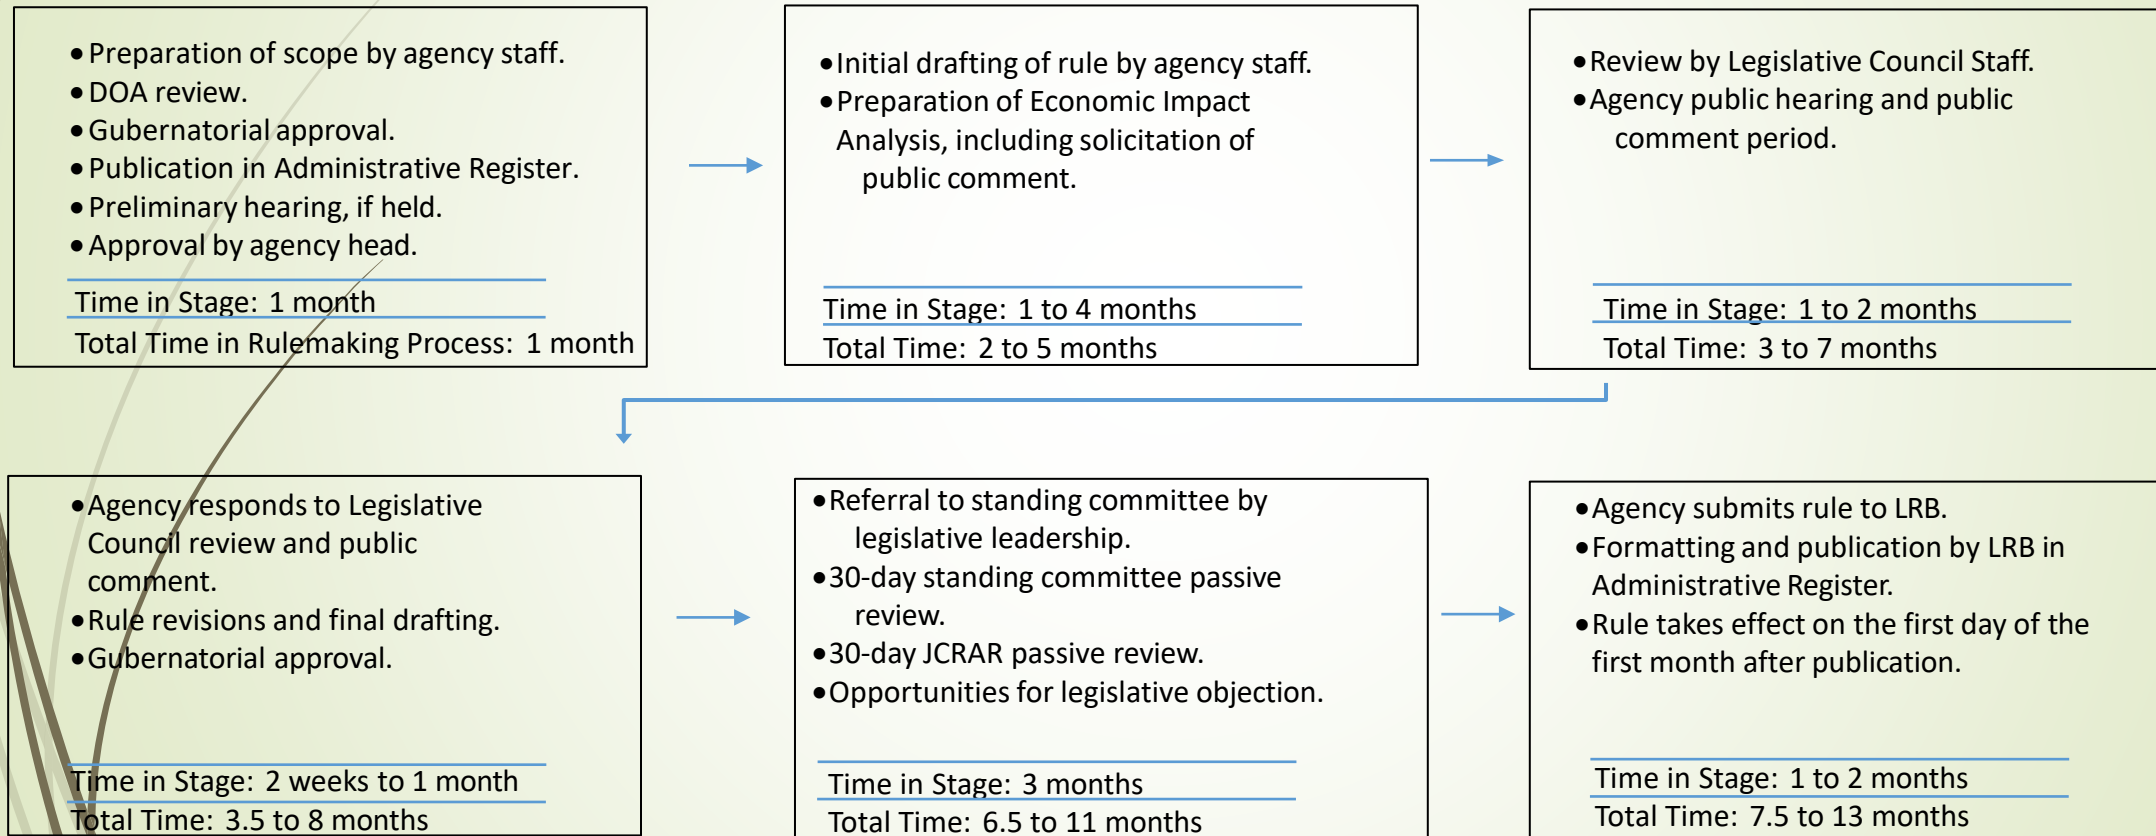 •Preparation of scope by agency staff.
•DOA review.
•Gubernatorial approval.
•Publication in Administrative Register.
•Preliminary hearing, if held.
•Approval by agency head.
Time in Stage: 1 month
Total Time in Rulemaking Process: 1 month
•Initial drafting of rule by agency staff.
•Preparation of Economic Impact
Analysis, including solicitation of
public comment.
Time in Stage: 1 to 4 months
Total Time: 2 to 5 months
•Review by Legislative Council Staff.
•Agency public hearing and public
comment period.
Time in Stage: 1 to 2 months
Total Time: 3 to 7 months
•Agency responds to Legislative
Council review and public
comment.
•Rule revisions and final drafting.
•Gubernatorial approval.
Time in Stage: 2 weeks to 1 month
Total Time: 3.5 to 8 months
•Referral to standing committee by
legislative leadership.
•30-day standing committee passive
review.
•30-day JCRAR passive review.
•Opportunities for legislative objection.
Time in Stage: 3 months
Total Time: 6.5 to 11 months
•Agency submits rule to LRB.
•Formatting and publication by LRB in
Administrative Register.
•Rule takes effect on the first day of the
first month after publication.
Time in Stage: 1 to 2 months
Total Time: 7.5 to 13 months